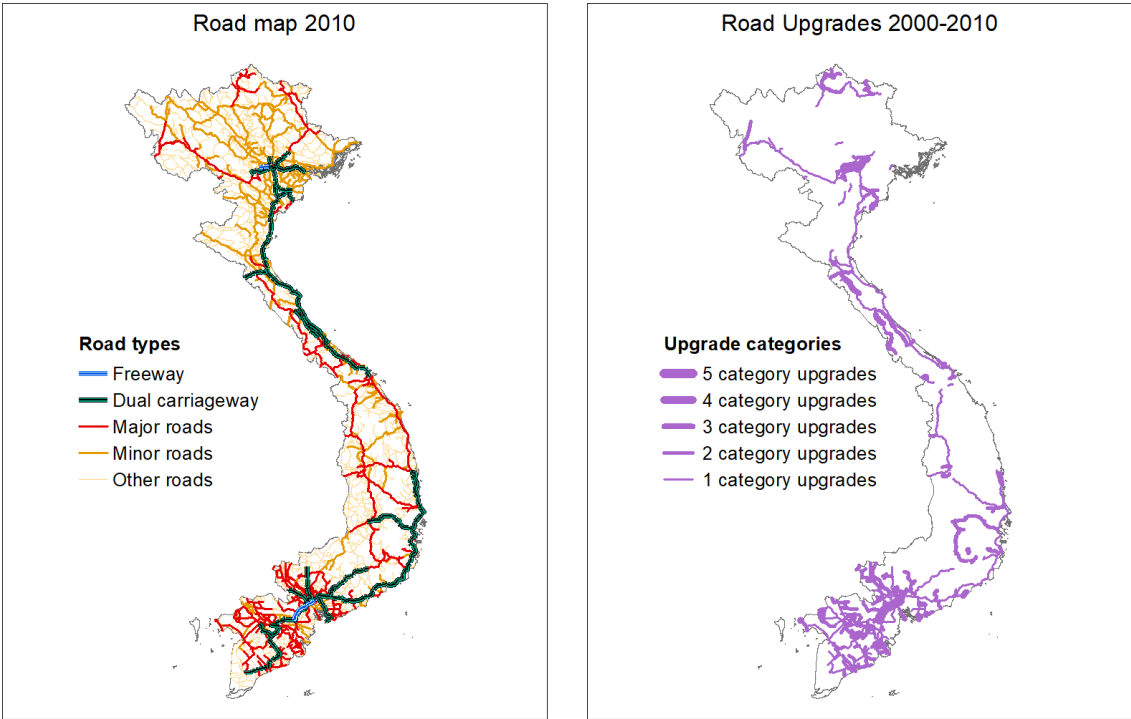 Road map 2010
Road types
Freeway
Dual carriageway
Major roads
Minor roads
Other roads
Road Upgrades 2000-2010
Upgrade categories
5 category upgrades
4 category upgrades
3 category upgrades
2 category upgrades
1 category upgrades